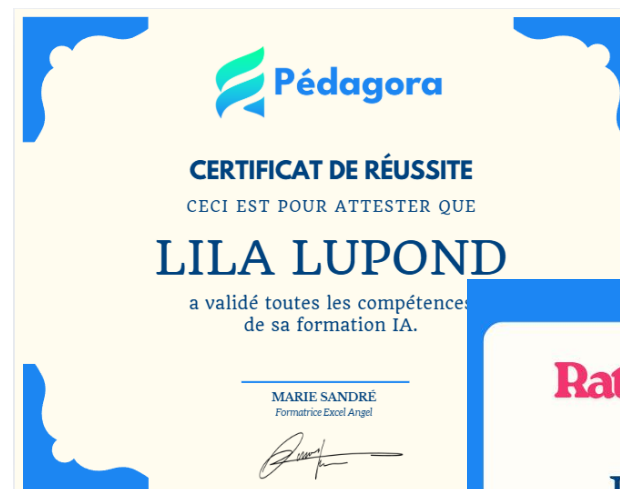 Pédagora
CERTIFICAT DE RÉUSSITE
CECI EST POUR ATTESTER QUE
LILA LUPOND
a validé toutes les compétences
de sa formation IA.
MARIE SANDRÉ
Formatrice Excel Angel
Rat